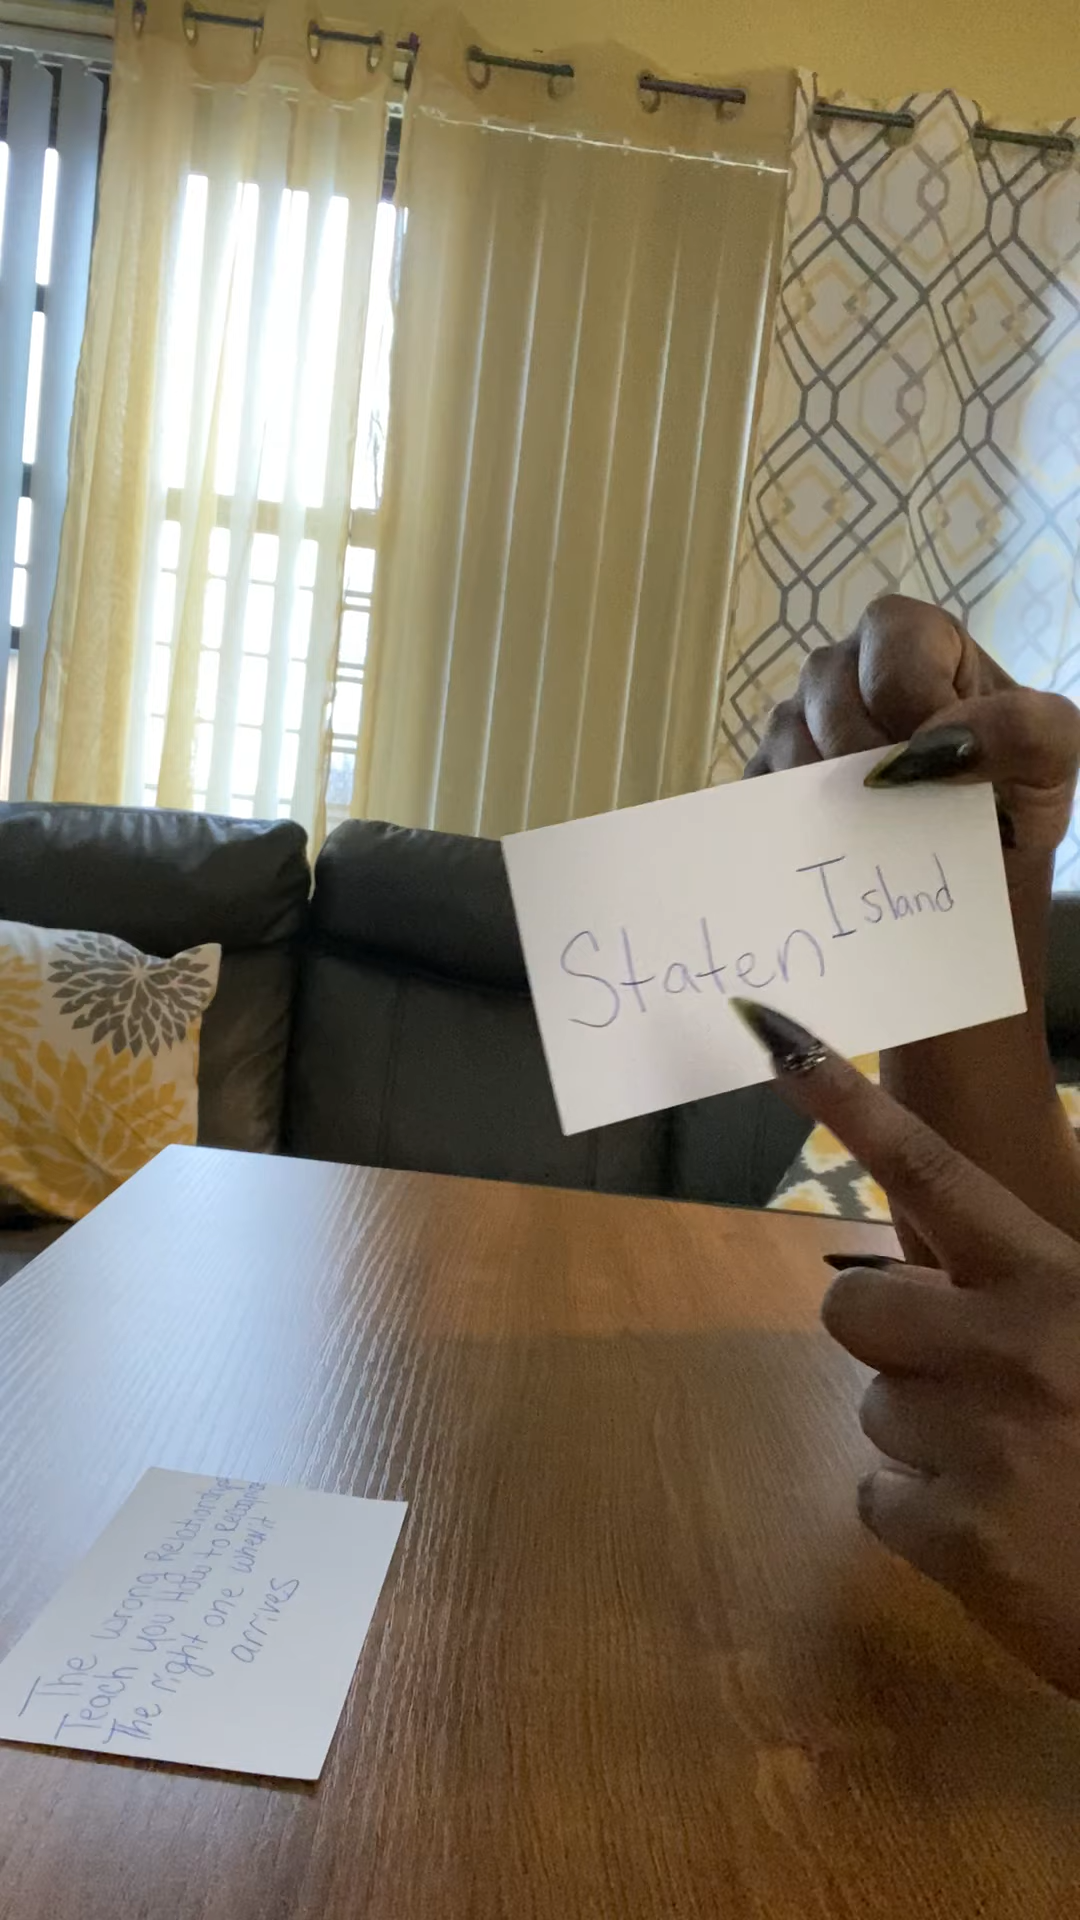 Staten Island
The wrong Relationships
Teach you How to Recognize
The right one when it
arrives